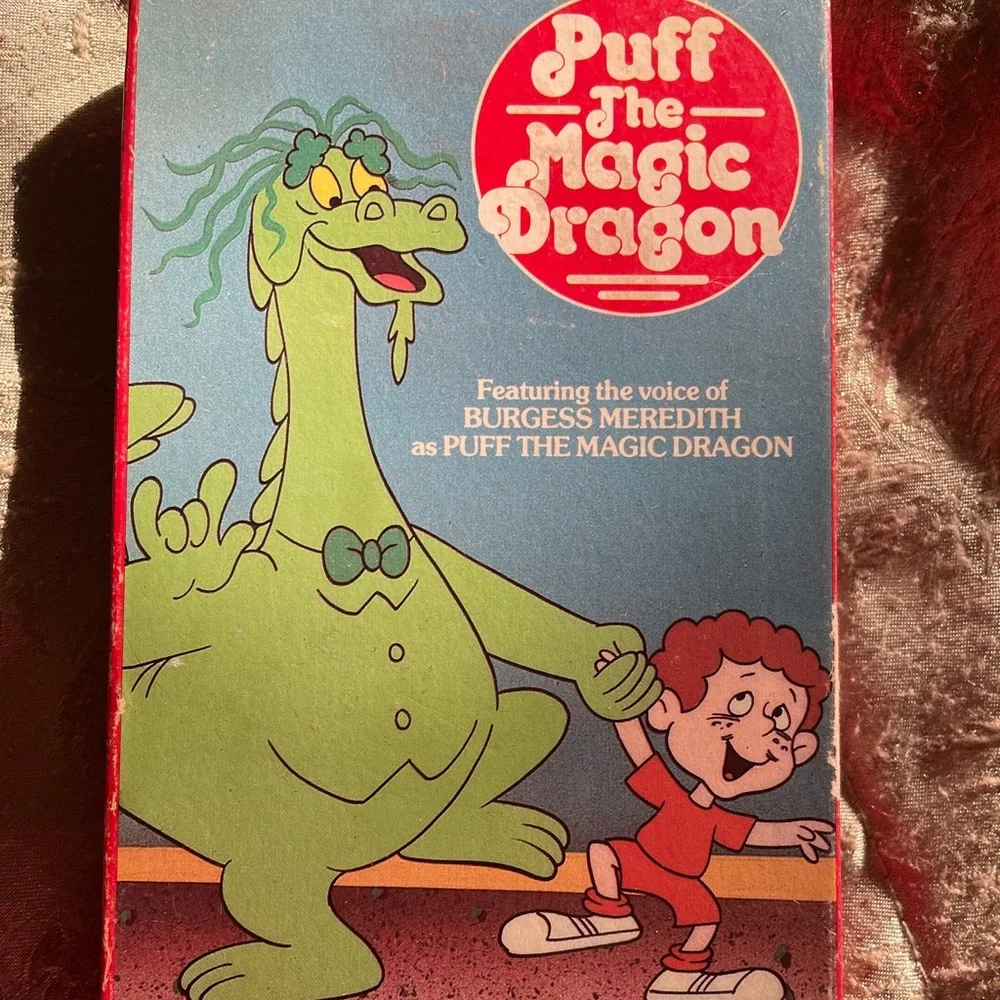 Puff
The
Magic
Dragon
Featuring the voice of
BURGESS MEREDITH
as PUFF THE MAGIC DRAGON